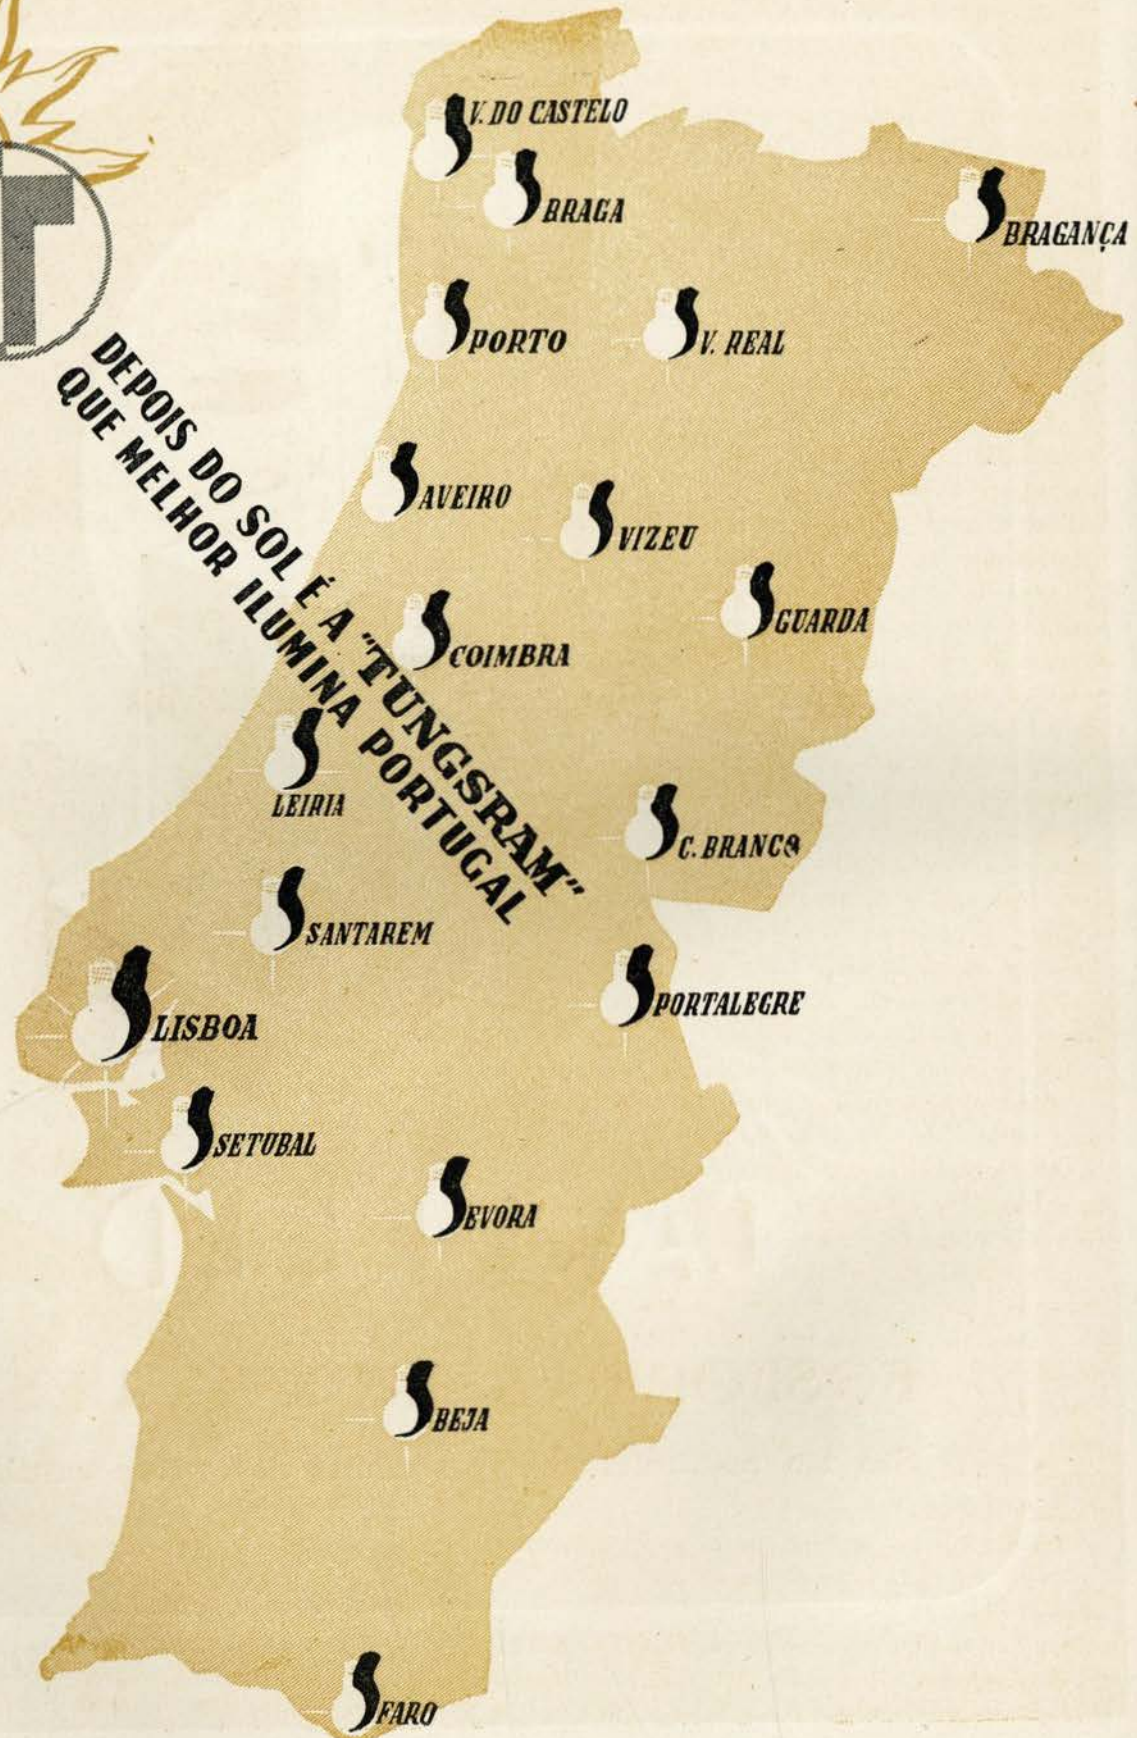 V. DO CASTELO
BRAGA
BRAGANÇA
T
PORTO
V. REAL
DEPOIS DO SOL É A "TUNGSRAM"
QUE MELHOR ILUMINA PORTUGAL
AVEIRO
VIZEU
GUARDA
COIMBRA
LEIRIA
C. BRANCO
SANTAREM
PORTALEGRE
LISBOA
SETUBAL
EVORA
BEJA
FARO